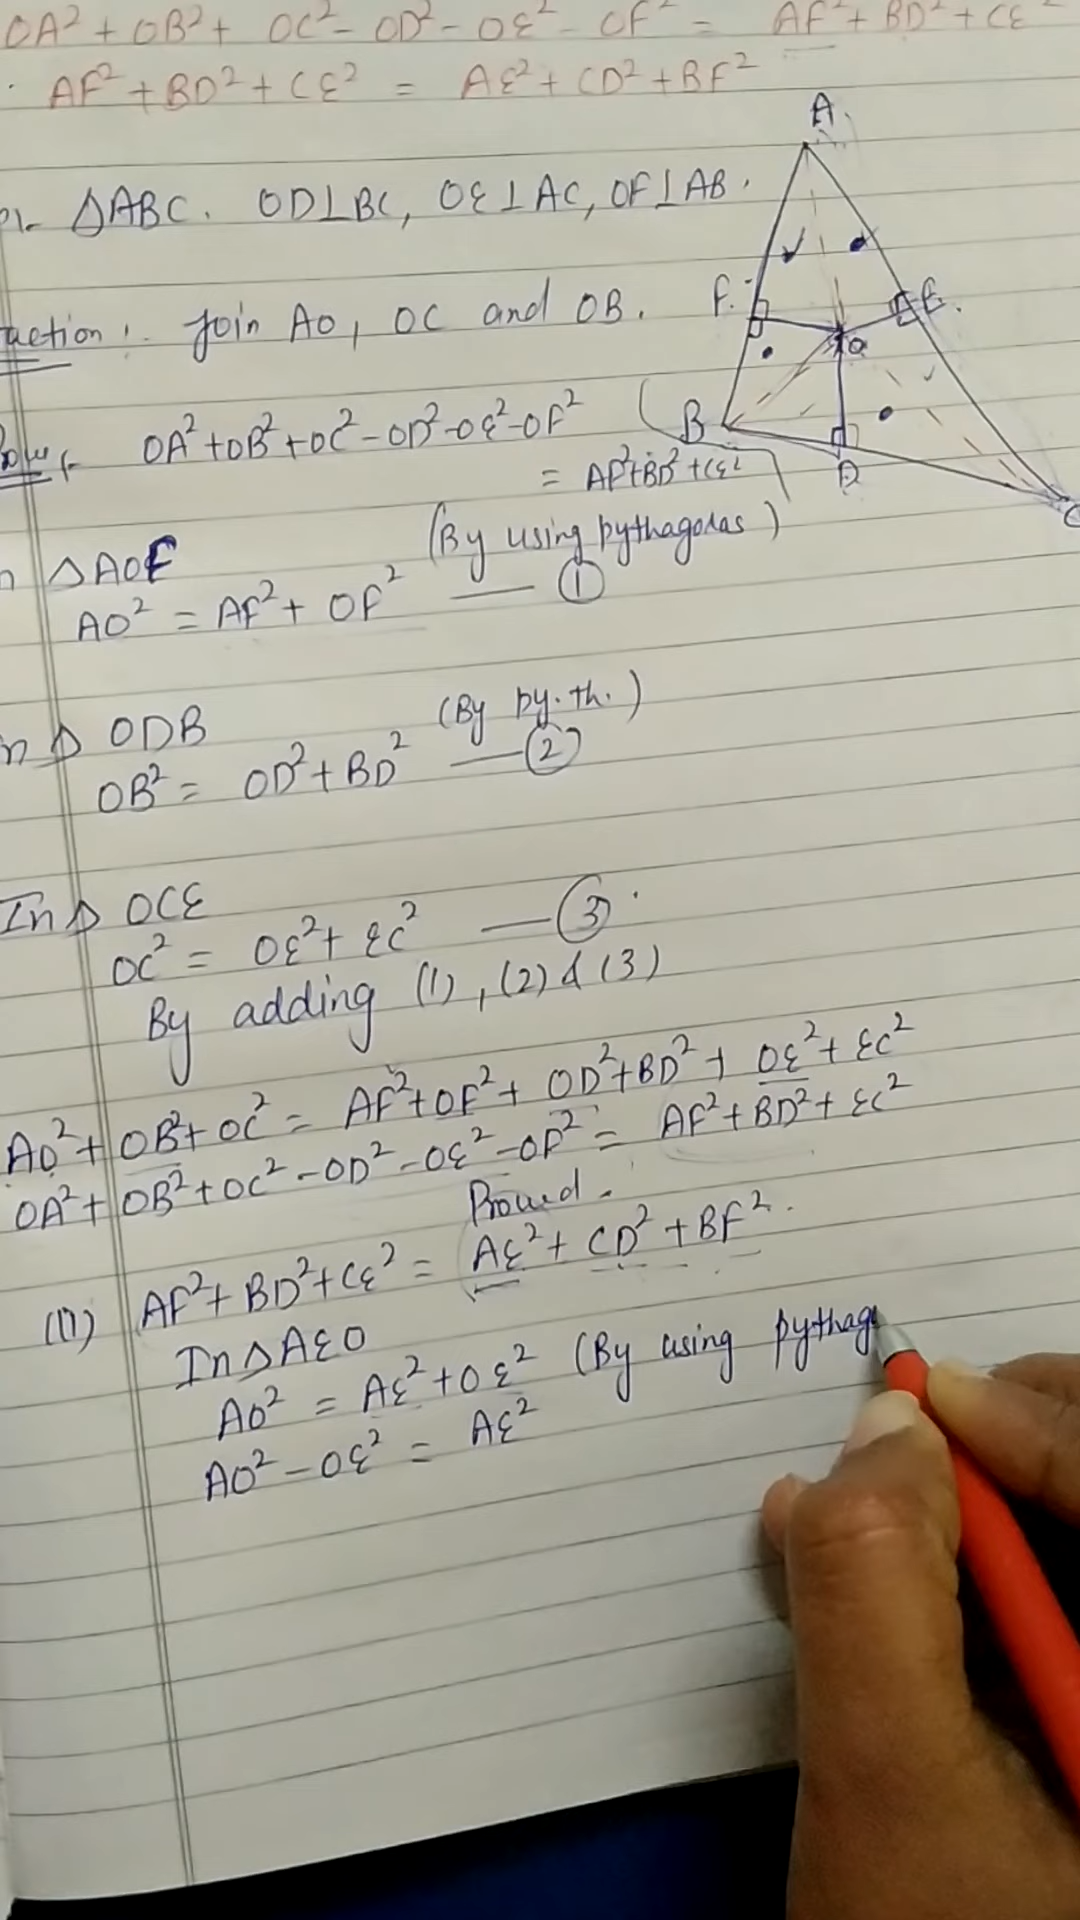 OA² + OB² + OC² - OD² - OE² - OF² = AF² + BD² + CE²
AF² + BD² + CE² = AE² + CD² + BF²
A
△ABC. OD⊥BC, OE⊥AC, OF⊥AB.
F. E.
Join AO, OC and OB.
O
B
OA² + OB² + OC² - OD² - OE² - OF²
= AF² + BD² + CE²
D
C
△AOF (By using pythagoras)
AO² = AF² + OF² — ①
△ ODB (By py. th.)
OB² = OD² + BD² — ②
In △ OCE
OC² = OE² + EC² — ③
By adding (1), (2) & (3)
AO² + OB² + OC² = AF² + OF² + OD² + BD² + OE² + EC²
OA² + OB² + OC² - OD² - OE² - OF² = AF² + BD² + EC²
Proved.
(II) AF² + BD² + CE² = AE² + CD² + BF².
In △AEO
AO² = AE² + OE² (By using pythag
AO² - OE² = AE²